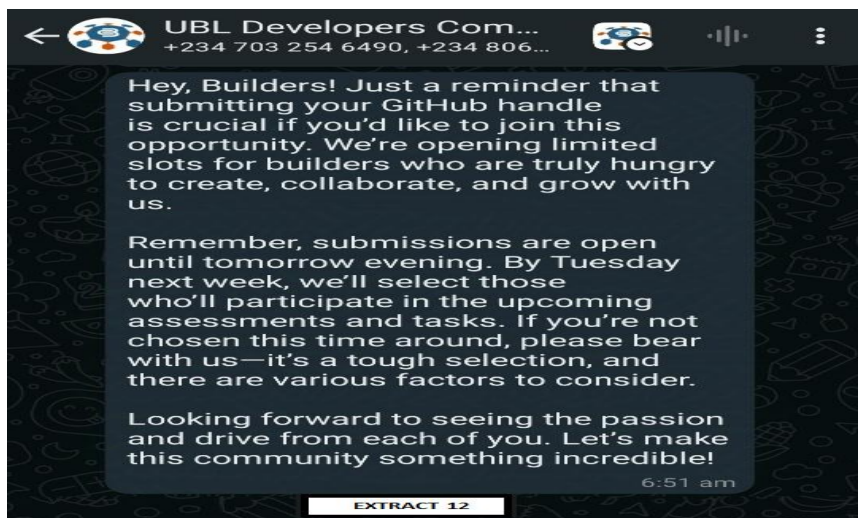 UBL Developers Com...
+234 703 254 6490, +234 806...
Hey, Builders! Just a reminder that
submitting your GitHub handle
is crucial if you'd like to join this
opportunity. We're opening limited
slots for builders who are truly hungry
to create, collaborate, and grow with
us.
Remember, submissions are open
until tomorrow evening. By Tuesday
next week, we'll select those
who'll participate in the upcoming
assessments and tasks. If you're not
chosen this time around, please bear
with us—it's a tough selection, and
there are various factors to consider.
Looking forward to seeing the passion
and drive from each of you. Let's make
this community something incredible!
6:51 am
EXTRACT 12